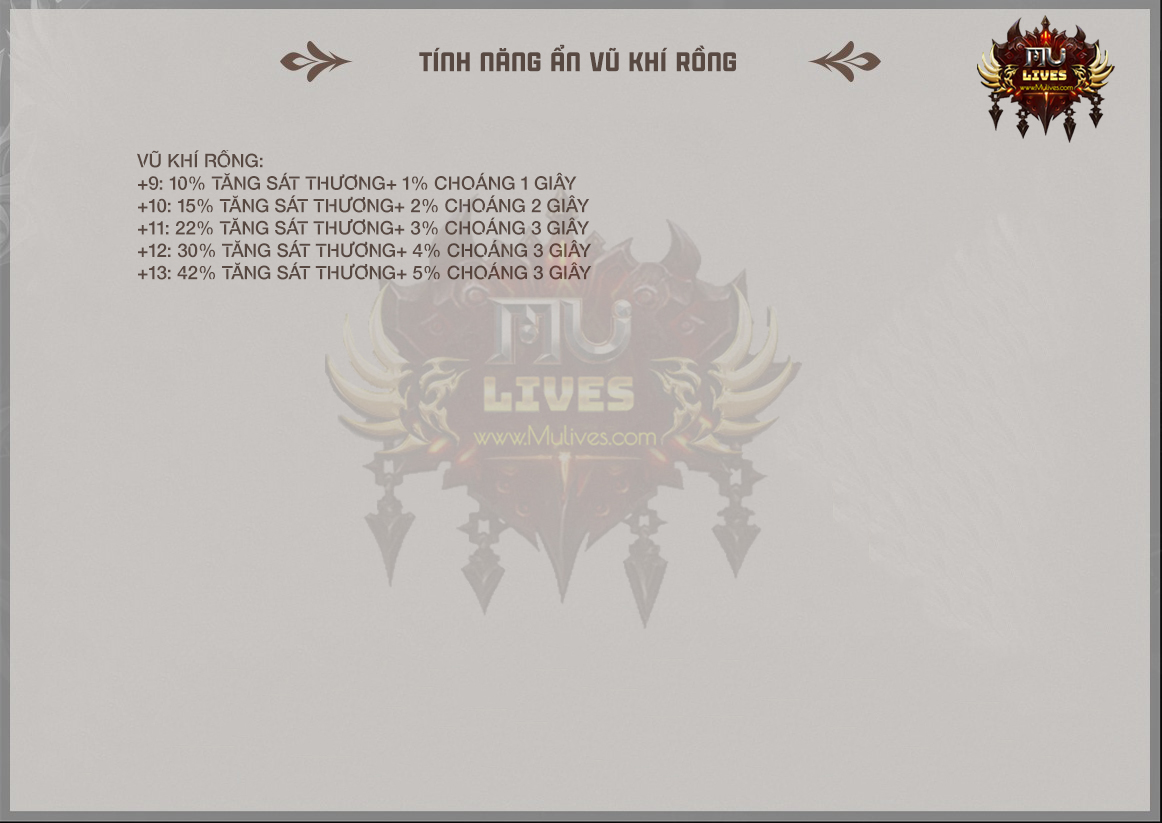 TÍNH NĂNG ẨN VŨ KHÍ RỒNG
MU
LIVES
www.Mulives.com
VŨ KHÍ RỒNG:
+9: 10% TĂNG SÁT THƯƠNG+ 1% CHOÁNG 1 GIÂY
+10: 15% TĂNG SÁT THƯƠNG+ 2% CHOÁNG 2 GIÂY
+11: 22% TĂNG SÁT THƯƠNG+ 3% CHOÁNG 3 GIÂY
+12: 30% TĂNG SÁT THƯƠNG+ 4% CHOÁNG 3 GIÂY
+13: 42% TĂNG SÁT THƯƠNG+ 5% CHOÁNG 3 GIÂY
MU
LIVES
www.Mulives.com